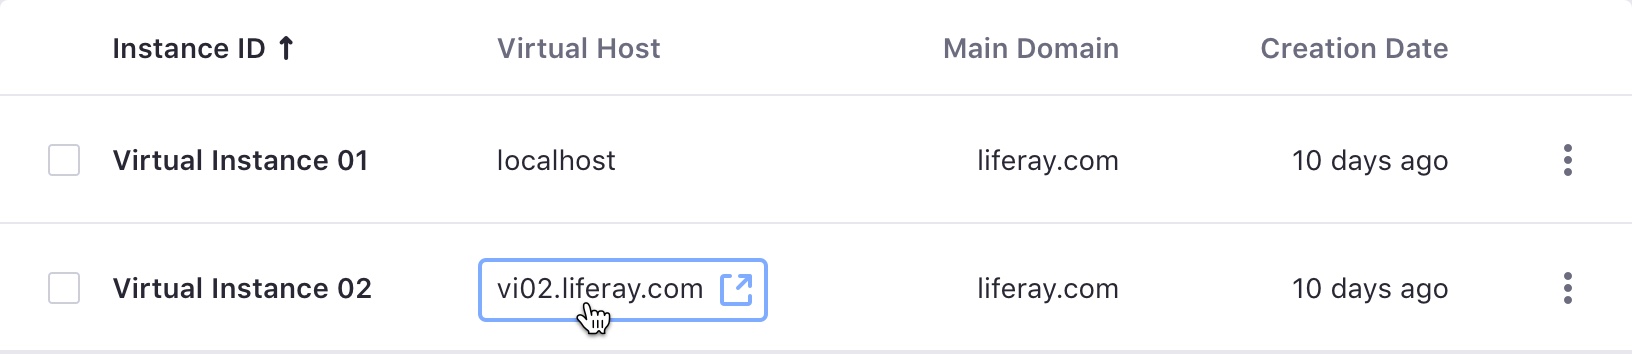 Instance ID ↑ Virtual Host Main Domain Creation Date
Virtual Instance 01 localhost liferay.com 10 days ago
Virtual Instance 02 vi02.liferay.com liferay.com 10 days ago